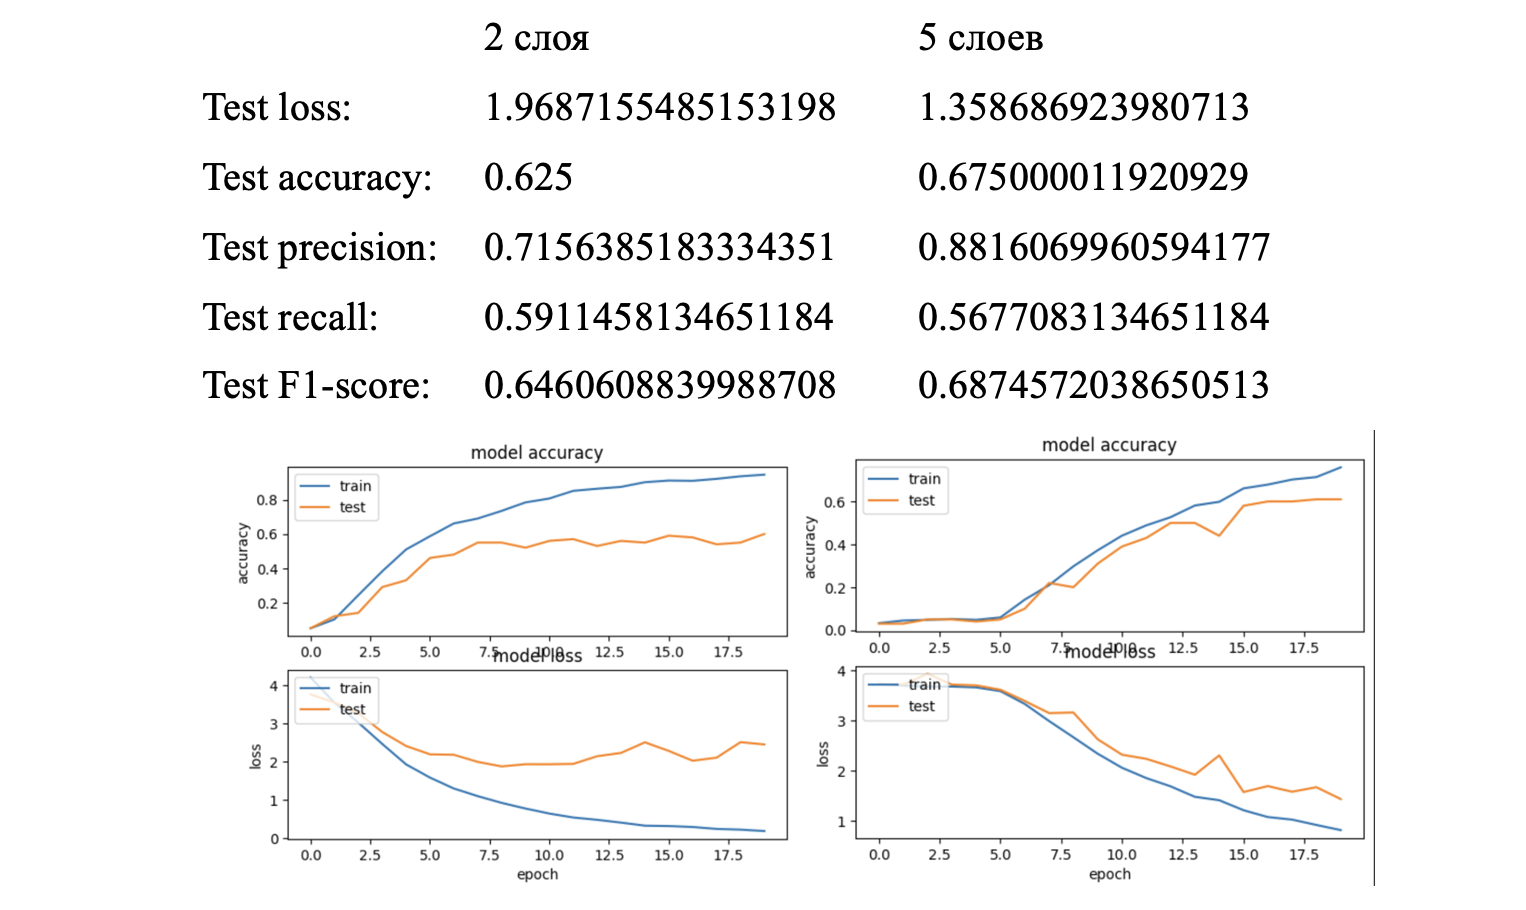 2 слоя 5 слоев
Test loss: 1.9687155485153198 1.358686923980713
Test accuracy: 0.625 0.675000011920929
Test precision: 0.7156385183334351 0.8816069960594177
Test recall: 0.5911458134651184 0.5677083134651184
Test F1-score: 0.6460608839988708 0.6874572038650513
model accuracy
train
test
accuracy
0.8
0.6
0.4
0.2
0.0 2.5 5.0 7.5 10.0 12.5 15.0 17.5
model loss
train
test
loss
4
3
2
1
0
0.0 2.5 5.0 7.5 10.0 12.5 15.0 17.5
epoch
model accuracy
train
test
accuracy
0.6
0.4
0.2
0.0
0.0 2.5 5.0 7.5 10.0 12.5 15.0 17.5
model loss
train
test
loss
4
3
2
1
0.0 2.5 5.0 7.5 10.0 12.5 15.0 17.5
epoch